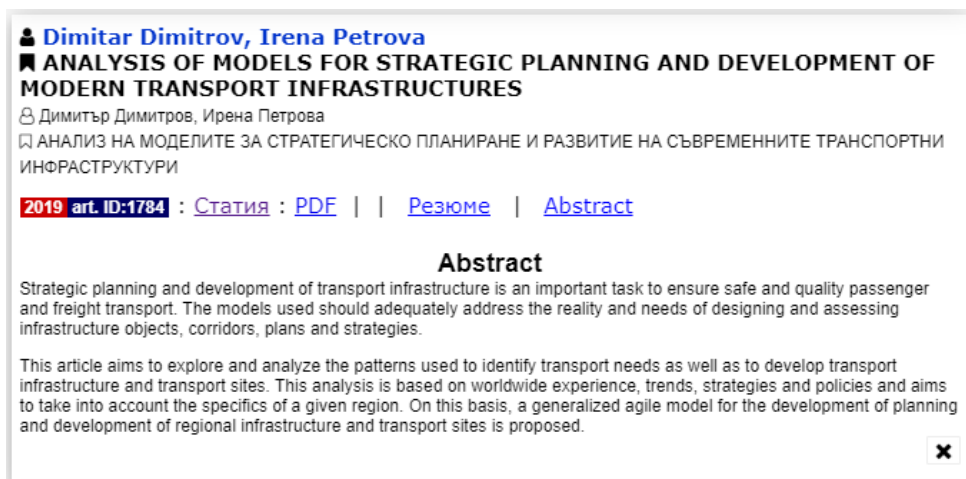 Dimitar Dimitrov, Irena Petrova
ANALYSIS OF MODELS FOR STRATEGIC PLANNING AND DEVELOPMENT OF
MODERN TRANSPORT INFRASTRUCTURES
Димитър Димитров, Ирена Петрова
АНАЛИЗ НА МОДЕЛИТЕ ЗА СТРАТЕГИЧЕСКО ПЛАНИРАНЕ И РАЗВИТИЕ НА СЪВРЕМЕННИТЕ ТРАНСПОРТНИ
ИНФРАСТРУКТУРИ
2019 art. ID:1784 : Статия : PDF | | Резюме | Abstract
Abstract
Strategic planning and development of transport infrastructure is an important task to ensure safe and quality passenger
and freight transport. The models used should adequately address the reality and needs of designing and assessing
infrastructure objects, corridors, plans and strategies.
This article aims to explore and analyze the patterns used to identify transport needs as well as to develop transport
infrastructure and transport sites. This analysis is based on worldwide experience, trends, strategies and policies and aims
to take into account the specifics of a given region. On this basis, a generalized agile model for the development of planning
and development of regional infrastructure and transport sites is proposed.